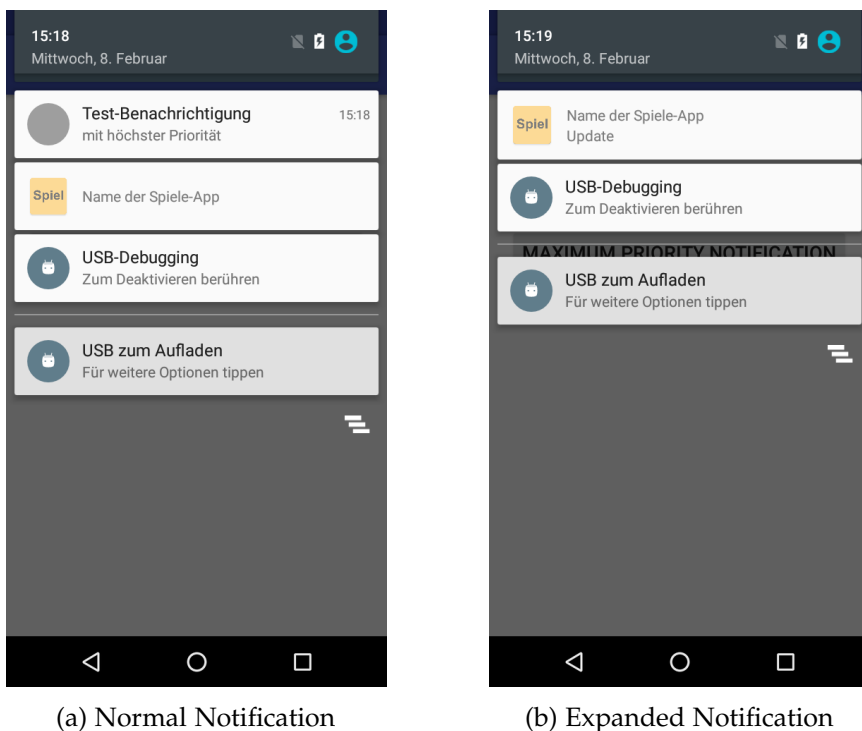 15:18
Mittwoch, 8. Februar
Test-Benachrichtigung
15:18
mit höchster Priorität
Spiel
Name der Spiele-App
USB-Debugging
Zum Deaktivieren berühren
USB zum Aufladen
Für weitere Optionen tippen
(a) Normal Notification
15:19
Mittwoch, 8. Februar
Spiel
Name der Spiele-App
Update
USB-Debugging
Zum Deaktivieren berühren
MAXIMUM PRIORITY NOTIFICATION
USB zum Aufladen
Für weitere Optionen tippen
(b) Expanded Notification